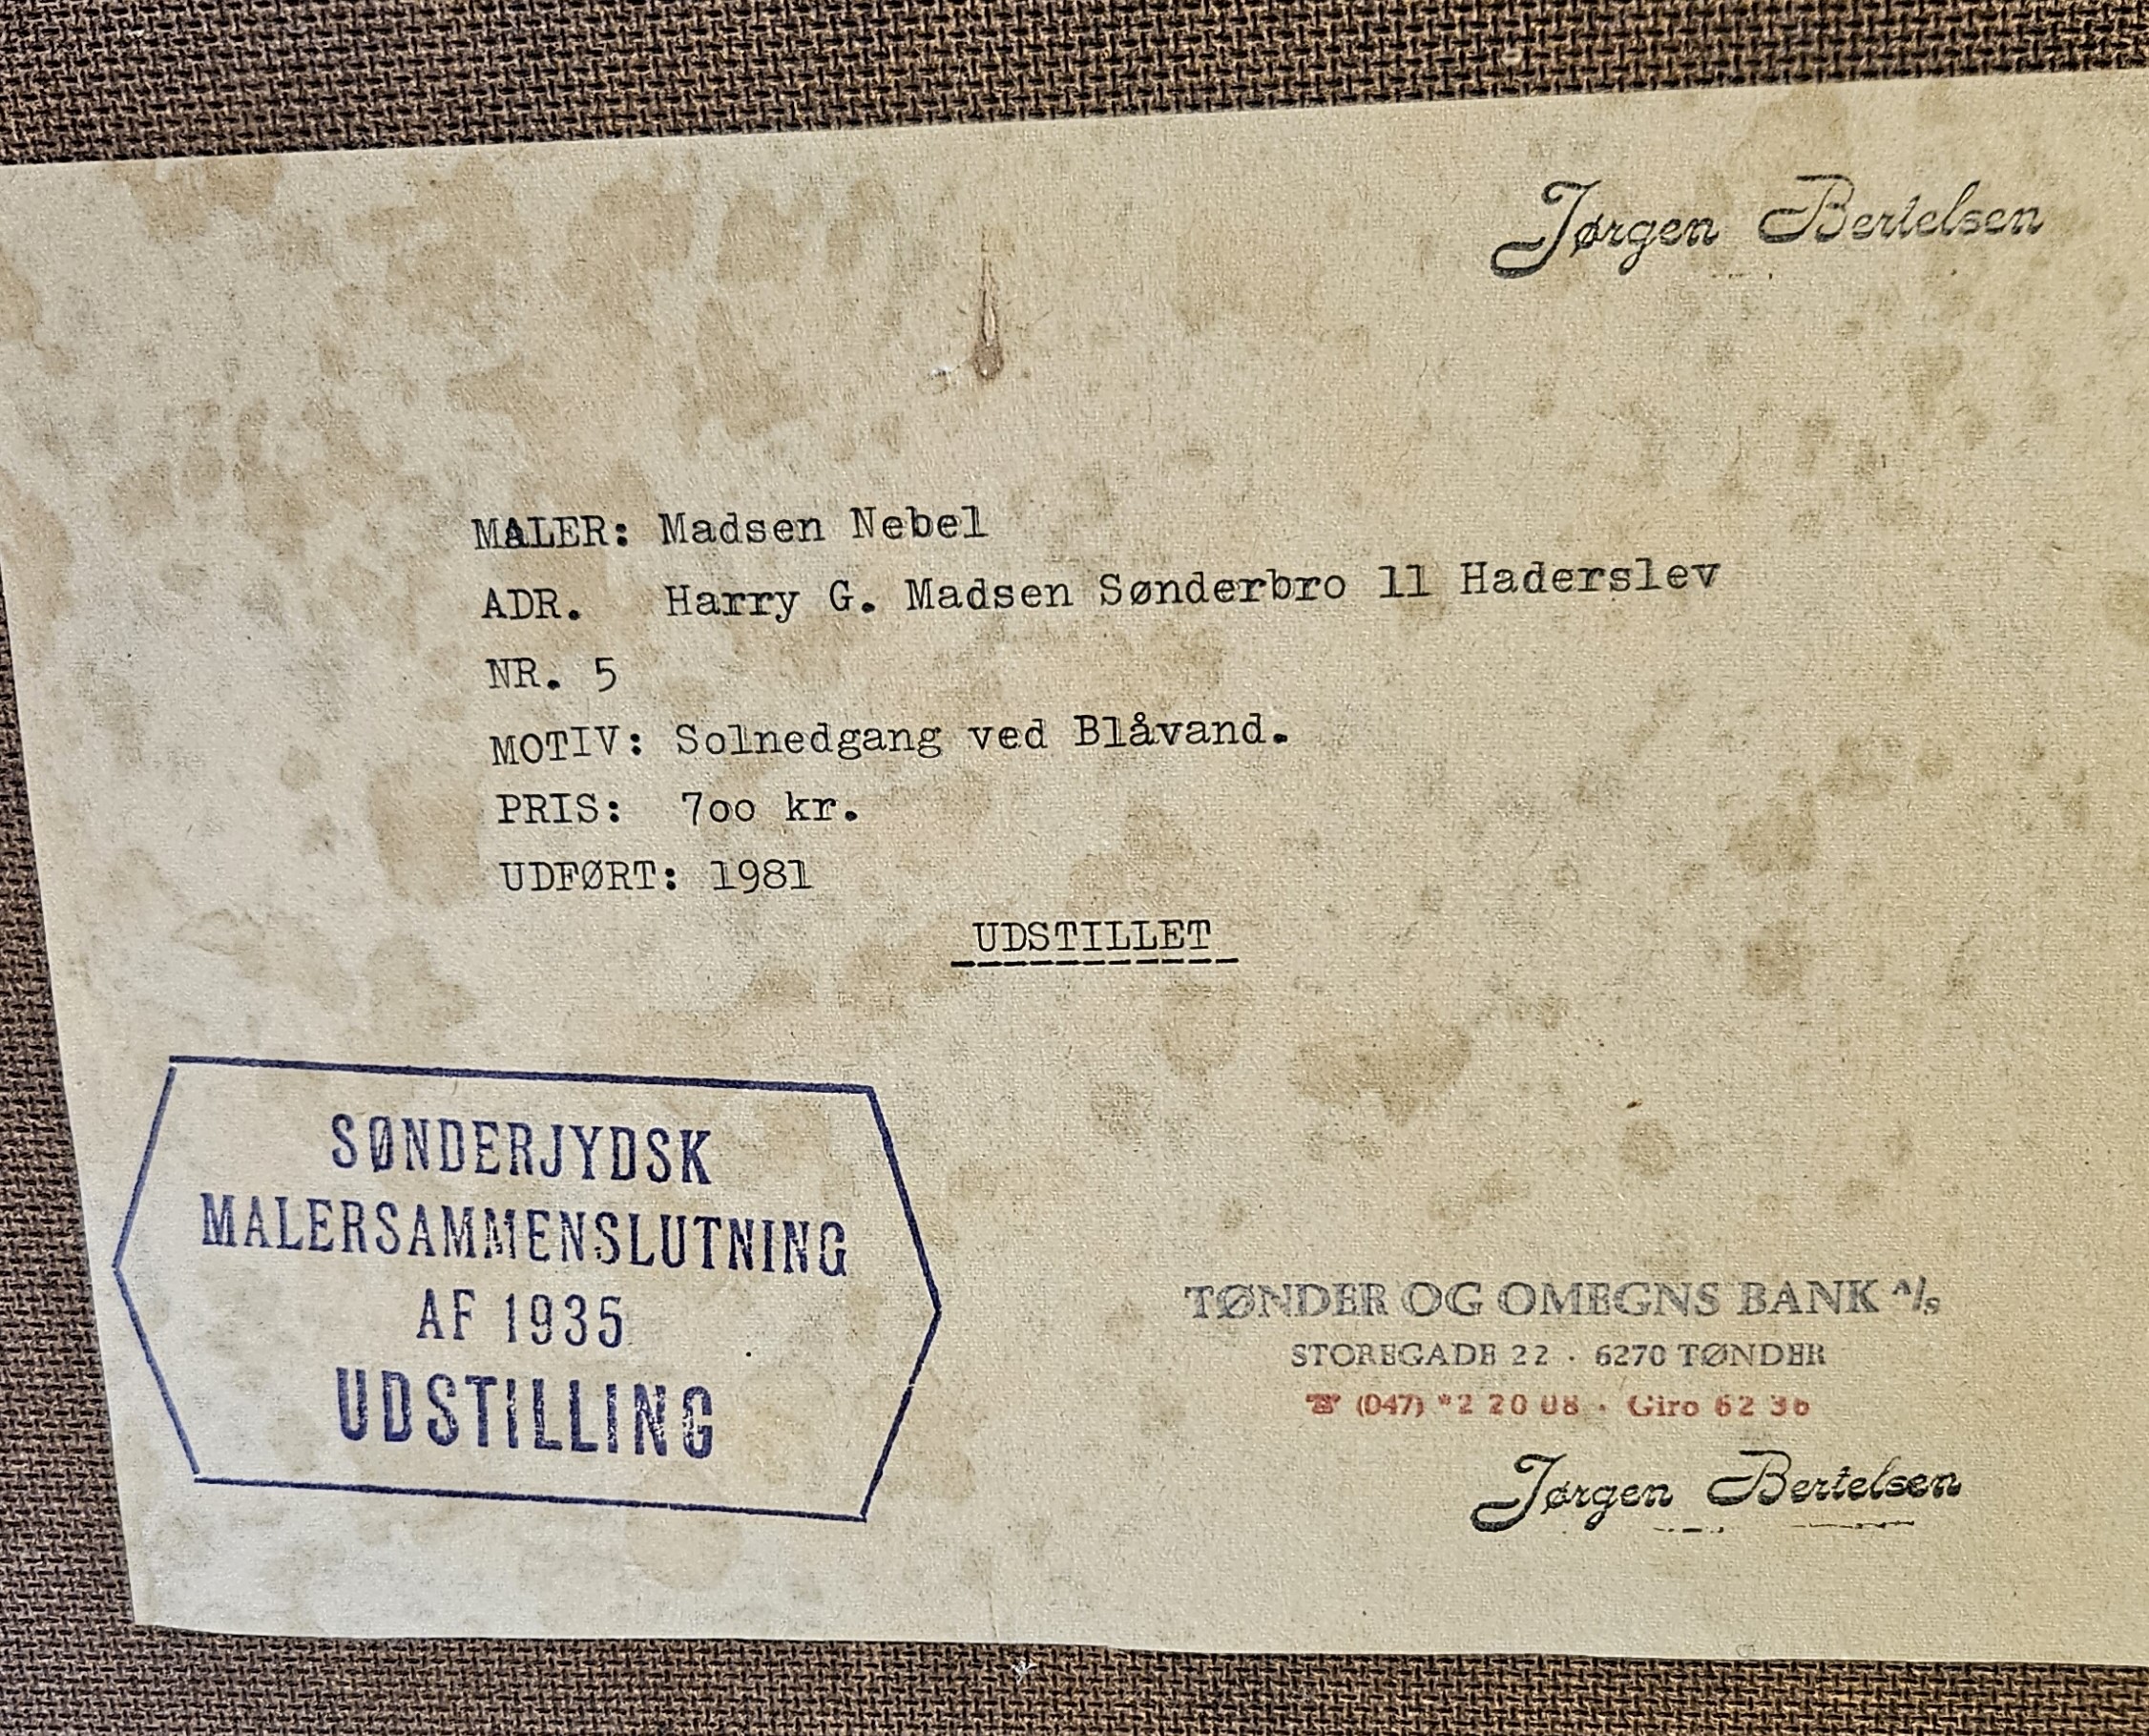 Jørgen Bertelsen
MALER: Madsen Nebel
ADR. Harry G. Madsen Sønderbro 11 Haderslev
NR. 5
MOTIV: Solnedgang ved Blåvand.
PRIS: 700 kr.
UDFØRT: 1981
UDSTILLET
SØNDERJYDSK
MALERSAMMENSLUTNING
AF 1935
UDSTILLING
TØNDER OG OMEGNS BANK A/S
STOREGADE 22 · 6270 TØNDER
☎ (047) *2 20 08 · Giro 62 36
Jørgen Bertelsen